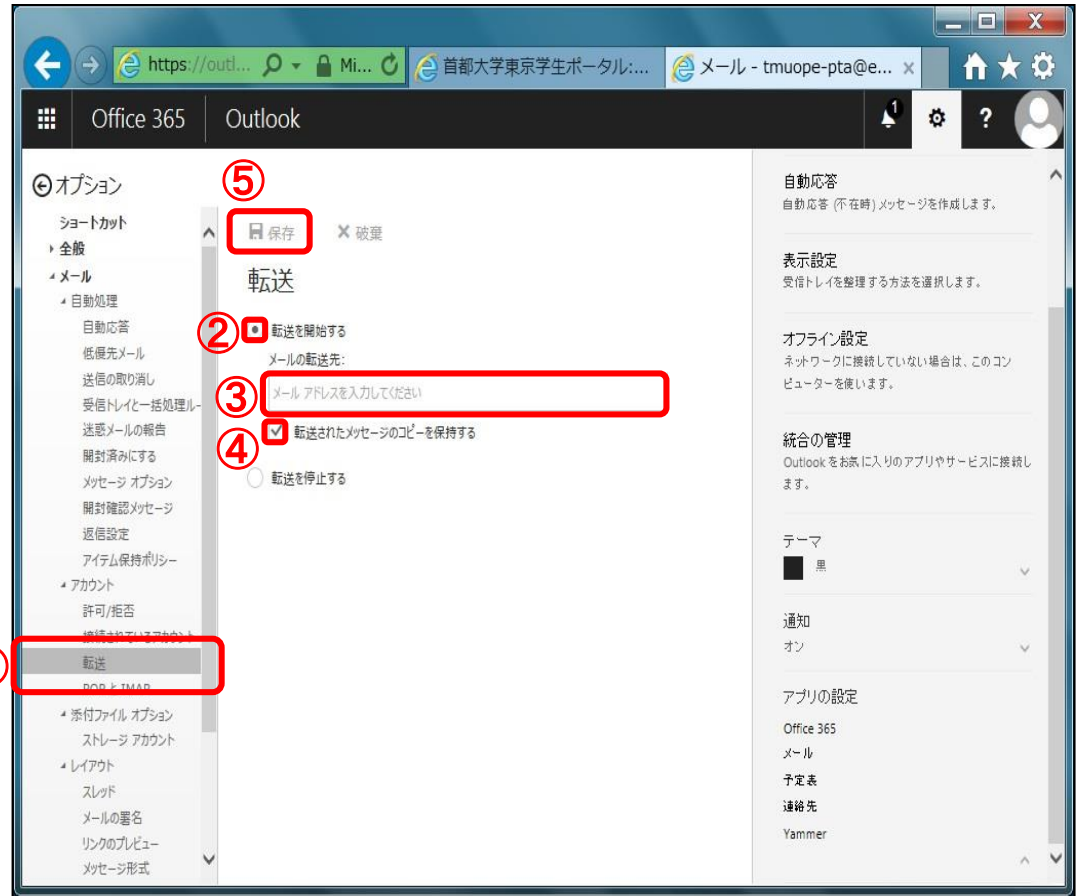 https://outl... Mi... 首都大学東京学生ポータル:... メール - tmuope-pta@e...
Office 365 Outlook 1 ?
オプション
ショートカット
全般
メール
自動処理
自動応答
低優先メール
送信の取り消し
受信トレイと一括処理ルー
迷惑メールの報告
開封済みにする
メッセージ オプション
開封確認メッセージ
返信設定
アイテム保持ポリシー
アカウント
許可/拒否
接続されているアカウント
転送
POP と IMAP
添付ファイル オプション
ストレージ アカウント
レイアウト
スレッド
メールの署名
リンクのプレビュー
メッセージ形式
⑤
保存 破棄
転送
② 転送を開始する
メールの転送先:
③ メール アドレスを入力してください
④ 転送されたメッセージのコピーを保持する
転送を停止する
自動応答
自動応答 (不在時) メッセージを作成します。
表示設定
受信トレイを整理する方法を選択します。
オフライン設定
ネットワークに接続していない場合は、このコン
ピューターを使います。
統合の管理
Outlook をお気に入りのアプリやサービスに接続し
ます。
テーマ
黒
通知
オン
アプリの設定
Office 365
メール
予定表
連絡先
Yammer